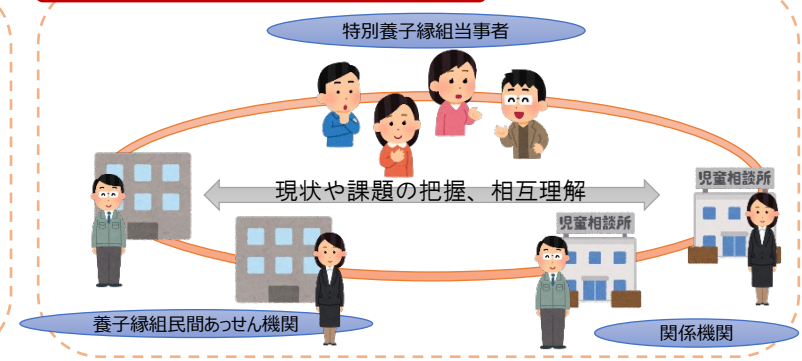 特別養子縁組当事者
現状や課題の把握、相互理解
児童相談所
児童相談所
養子縁組民間あっせん機関
関係機関